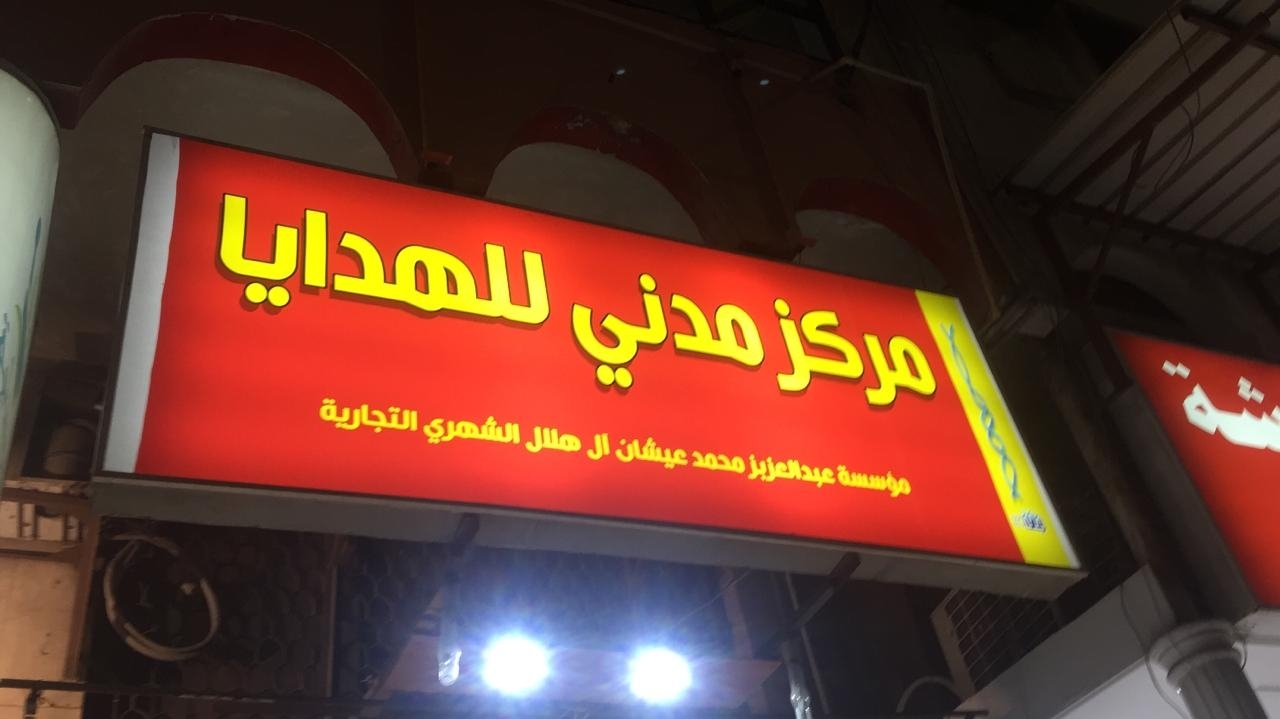 مركز مدني للهدايا
مؤسسة عبدالعزيز محمد عيشان آل هلال الشهري التجارية